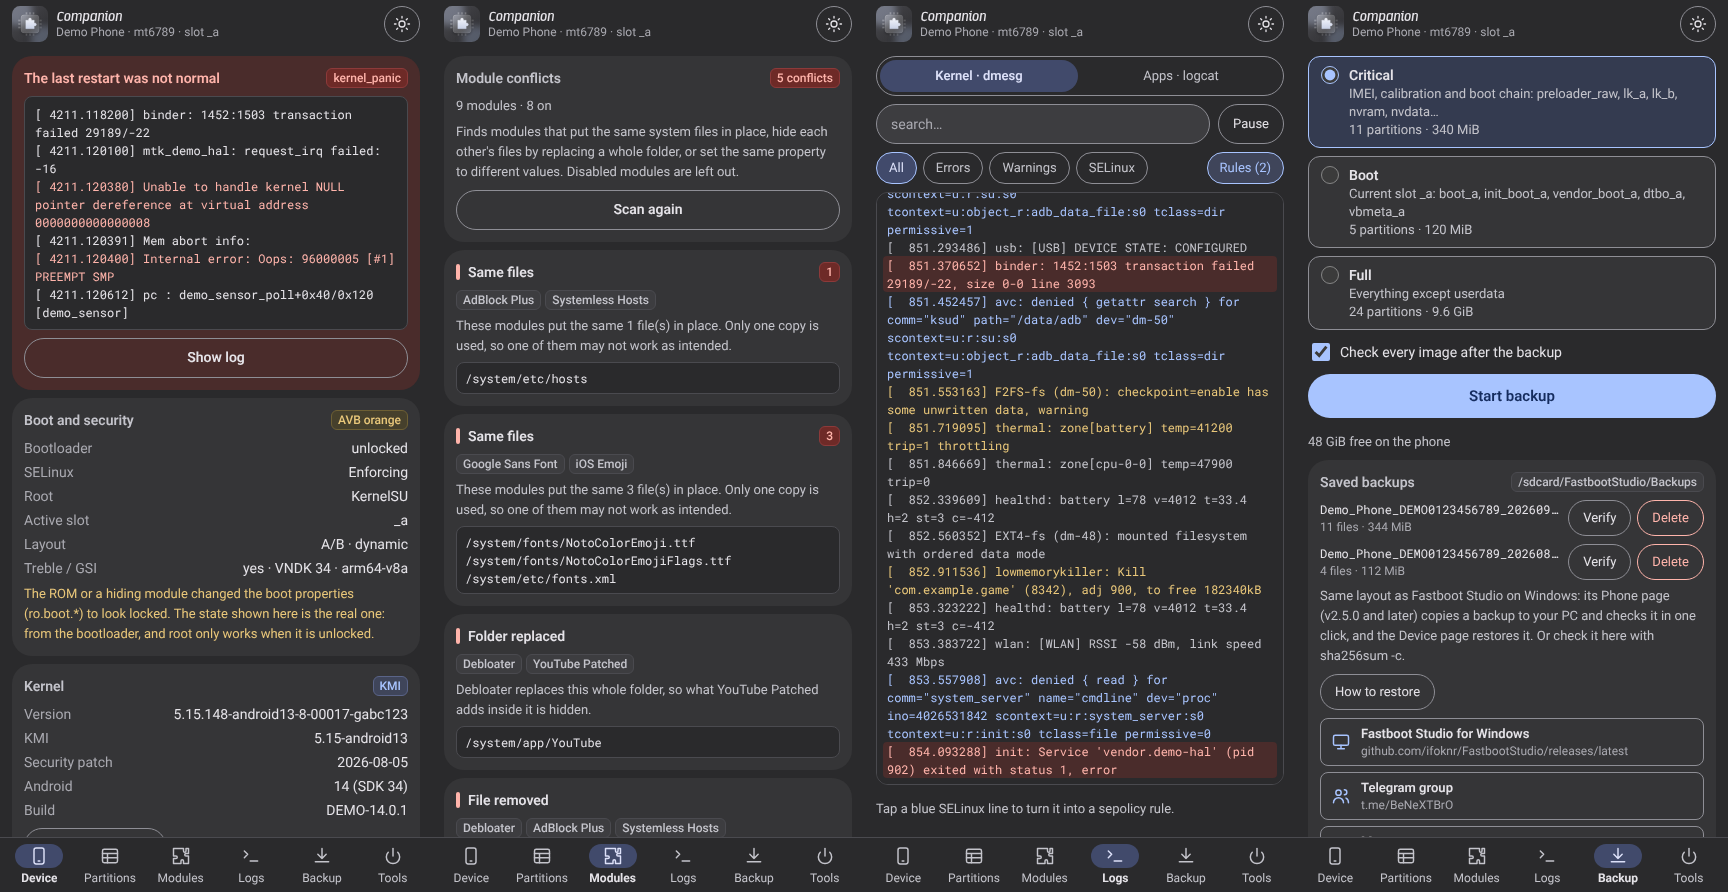 Companion
Demo Phone · mt6789 · slot _a
The last restart was not normal
kernel_panic
[ 4211.118200] binder: 1452:1503 transaction
failed 29189/-22
[ 4211.120100] mtk_demo_hal: request_irq failed:
-16
[ 4211.120380] Unable to handle kernel NULL
pointer dereference at virtual address
0000000000000008
[ 4211.120391] Mem abort info:
[ 4211.120400] Internal error: Oops: 96000005 [#1]
PREEMPT SMP
[ 4211.120612] pc : demo_sensor_poll+0x40/0x120
[demo_sensor]
Show log
Boot and security
AVB orange
Bootloader unlocked
SELinux Enforcing
Root KernelSU
Active slot _a
Layout A/B · dynamic
Treble / GSI yes · VNDK 34 · arm64-v8a
The ROM or a hiding module changed the boot properties
(ro.boot.*) to look locked. The state shown here is the real one:
from the bootloader, and root only works when it is unlocked.
Kernel
KMI
Version 5.15.148-android13-8-00017-gabc123
KMI 5.15-android13
Security patch 2026-08-05
Android 14 (SDK 34)
Build DEMO-14.0.1
Device Partitions Modules Logs Backup Tools
Companion
Demo Phone · mt6789 · slot _a
Module conflicts
5 conflicts
9 modules · 8 on
Finds modules that put the same system files in place, hide each
other's files by replacing a whole folder, or set the same property
to different values. Disabled modules are left out.
Scan again
Same files
1
AdBlock Plus Systemless Hosts
These modules put the same 1 file(s) in place. Only one copy is
used, so one of them may not work as intended.
/system/etc/hosts
Same files
3
Google Sans Font iOS Emoji
These modules put the same 3 file(s) in place. Only one copy is
used, so one of them may not work as intended.
/system/fonts/NotoColorEmoji.ttf
/system/fonts/NotoColorEmojiFlags.ttf
/system/etc/fonts.xml
Folder replaced
Debloater YouTube Patched
Debloater replaces this whole folder, so what YouTube Patched
adds inside it is hidden.
/system/app/YouTube
File removed
Debloater AdBlock Plus Systemless Hosts
Device Partitions Modules Logs Backup Tools
Companion
Demo Phone · mt6789 · slot _a
Kernel · dmesg Apps · logcat
search... Pause
All Errors Warnings SELinux Rules (2)
scontext=u:r:su:s0
tcontext=u:object_r:adb_data_file:s0 tclass=dir
permissive=1
[  851.293486] usb: [USB] DEVICE STATE: CONFIGURED
[  851.370652] binder: 1452:1503 transaction failed
29189/-22, size 0-0 line 3093
[  851.452457] avc: denied { getattr search } for
comm="ksud" path="/data/adb" dev="dm-50"
scontext=u:r:su:s0
tcontext=u:object_r:adb_data_file:s0 tclass=dir
permissive=1
[  851.553163] F2FS-fs (dm-50): checkpoint=enable has
some unwritten data, warning
[  851.719095] thermal: zone[battery] temp=41200
trip=1 throttling
[  851.846669] thermal: zone[cpu-0-0] temp=47900
trip=0
[  852.339609] healthd: battery l=78 v=4012 t=33.4
h=2 st=3 c=-412
[  852.560352] EXT4-fs (dm-48): mounted filesystem
with ordered data mode
[  852.911536] lowmemorykiller: Kill
'com.example.game' (8342), adj 900, to free 182340kB
[  853.323222] healthd: battery l=78 v=4012 t=33.4
h=2 st=3 c=-412
[  853.383722] wlan: [WLAN] RSSI -58 dBm, link speed
433 Mbps
[  853.557908] avc: denied { read } for
comm="system_server" name="cmdline" dev="proc"
ino=4026531842 scontext=u:r:system_server:s0
tcontext=u:r:init:s0 tclass=file permissive=0
[  854.093288] init: Service 'vendor.demo-hal' (pid
902) exited with status 1, error
Tap a blue SELinux line to turn it into a sepolicy rule.
Device Partitions Modules Logs Backup Tools
Companion
Demo Phone · mt6789 · slot _a
Critical
IMEI, calibration and boot chain: preloader_raw, lk_a, lk_b,
nvram, nvdata...
11 partitions · 340 MiB
Boot
Current slot _a: boot_a, init_boot_a, vendor_boot_a, dtbo_a,
vbmeta_a
5 partitions · 120 MiB
Full
Everything except userdata
24 partitions · 9.6 GiB
Check every image after the backup
Start backup
48 GiB free on the phone
Saved backups
/sdcard/FastbootStudio/Backups
Demo_Phone_DEMO0123456789_202609...
11 files · 344 MiB
Verify Delete
Demo_Phone_DEMO0123456789_202608...
4 files · 112 MiB
Verify Delete
Same layout as Fastboot Studio on Windows: its Phone page
(v2.5.0 and later) copies a backup to your PC and checks it in one
click, and the Device page restores it. Or check it here with
sha256sum -c.
How to restore
Fastboot Studio for Windows
github.com/ifoknr/FastbootStudio/releases/latest
Telegram group
t.me/BeNeXTBrO
Device Partitions Modules Logs Backup Tools